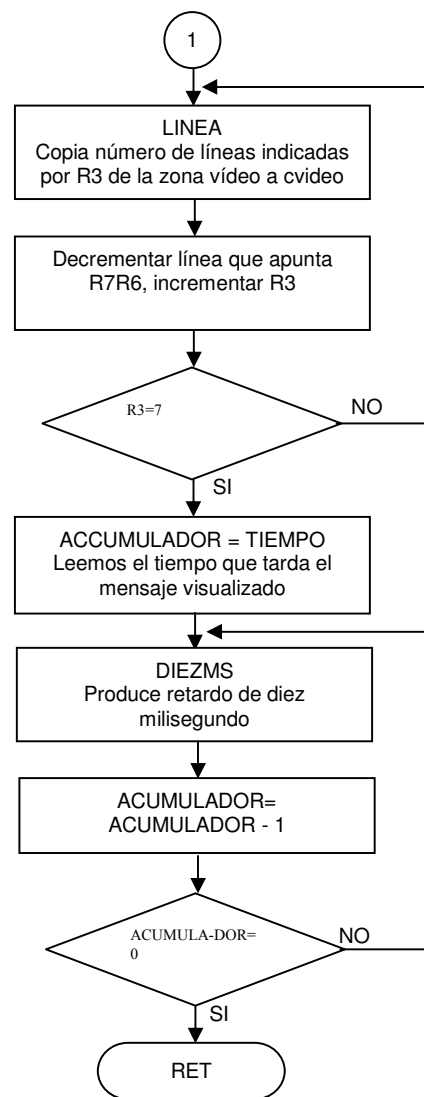 1
LINEA
Copia número de líneas indicadas
por R3 de la zona vídeo a cvideo
Decrementar línea que apunta
R7R6, incrementar R3
R3=7
NO
SI
ACCUMULADOR = TIEMPO
Leemos el tiempo que tarda el
mensaje visualizado
DIEZMS
Produce retardo de diez
milisegundo
ACUMULADOR=
ACUMULADOR - 1
ACUMULA-DOR=
0
NO
SI
RET